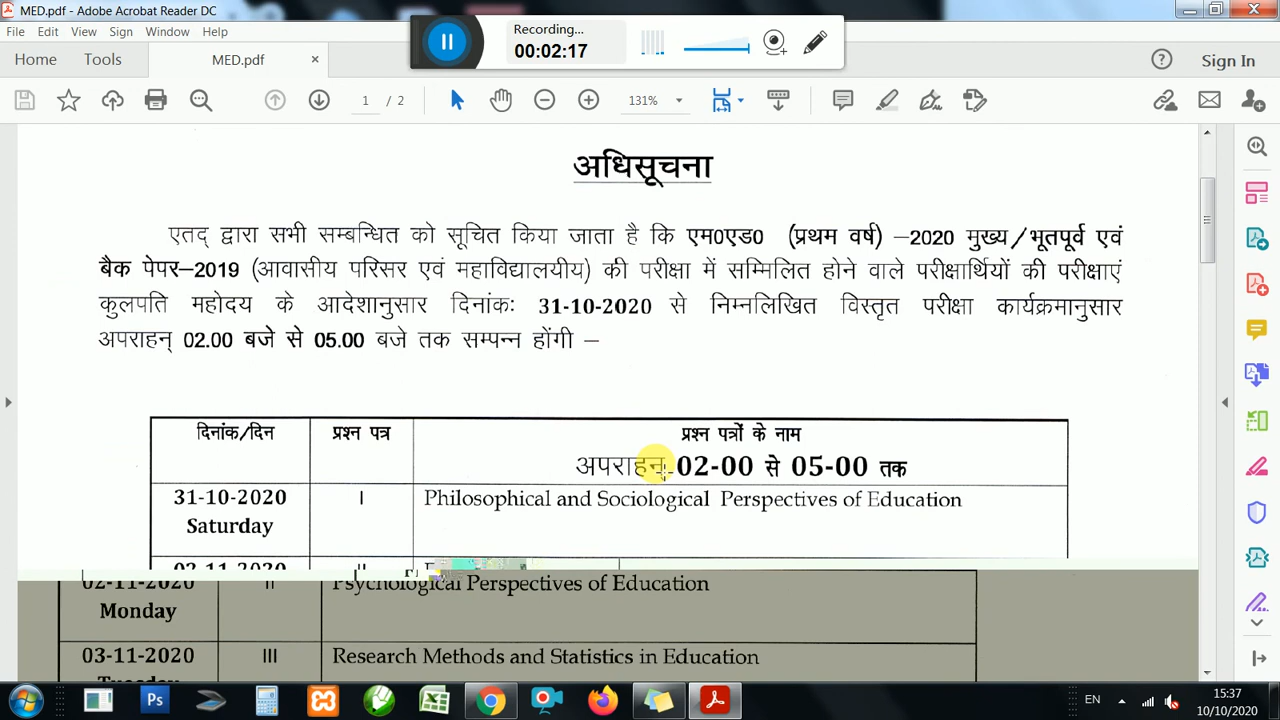 MED.pdf - Adobe Acrobat Reader DC
File Edit View Sign Window Help
Recording...
00:02:17
Home Tools MED.pdf × Sign In
1 / 2 131%
अधिसूचना
एतद् द्वारा सभी सम्बन्धित को सूचित किया जाता है कि एम0एड0 (प्रथम वर्ष) –2020 मुख्य/भूतपूर्व एवं
बैक पेपर–2019 (आवासीय परिसर एवं महाविद्यालयीय) की परीक्षा में सम्मिलित होने वाले परीक्षार्थियों की परीक्षाएं
कुलपति महोदय के आदेशानुसार दिनांकः 31-10-2020 से निम्नलिखित विस्तृत परीक्षा कार्यक्रमानुसार
अपराहन् 02.00 बजे से 05.00 बजे तक सम्पन्न होंगी –
दिनांक/दिन प्रश्न पत्र प्रश्न पत्रों के नाम
अपराहन् 02-00 से 05-00 तक
31-10-2020 I Philosophical and Sociological Perspectives of Education
Saturday
02-11-2020 II
02-11-2020 II Psychological Perspectives of Education
Monday
03-11-2020 III Research Methods and Statistics in Education
Tuesday
Ps
EN 15:37
10/10/2020